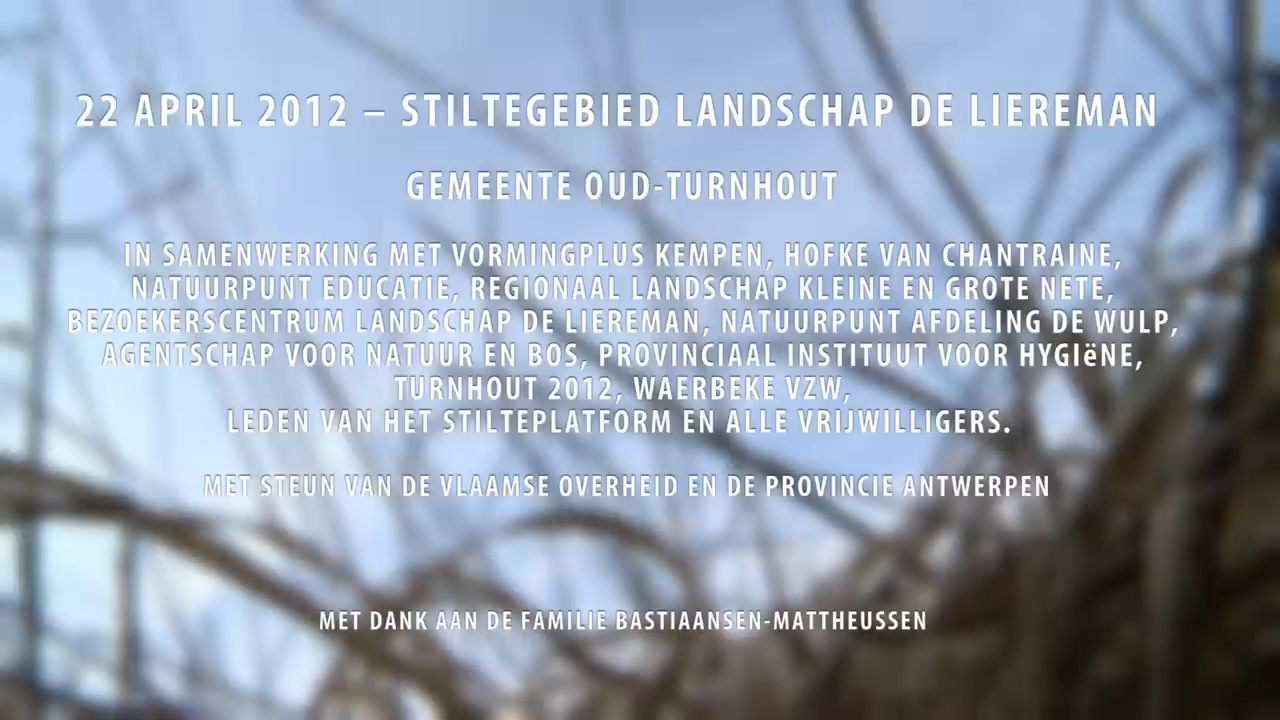 22 APRIL 2012 – STILTEGEBIED LANDSCHAP DE LIEREMAN
GEMEENTE OUD-TURNHOUT
IN SAMENWERKING MET VORMINGPLUS KEMPEN, HOFKE VAN CHANTRAINE,
NATUURPUNT EDUCATIE, REGIONAAL LANDSCHAP KLEINE EN GROTE NETE,
BEZOEKERSCENTRUM LANDSCHAP DE LIEREMAN, NATUURPUNT AFDELING DE WULP,
AGENTSCHAP VOOR NATUUR EN BOS, PROVINCIAAL INSTITUUT VOOR HYGIëNE,
TURNHOUT 2012, WAERBEKE VZW,
LEDEN VAN HET STILTEPLATFORM EN ALLE VRIJWILLIGERS.
MET STEUN VAN DE VLAAMSE OVERHEID EN DE PROVINCIE ANTWERPEN
MET DANK AAN DE FAMILIE BASTIAANSEN-MATTHEUSSEN